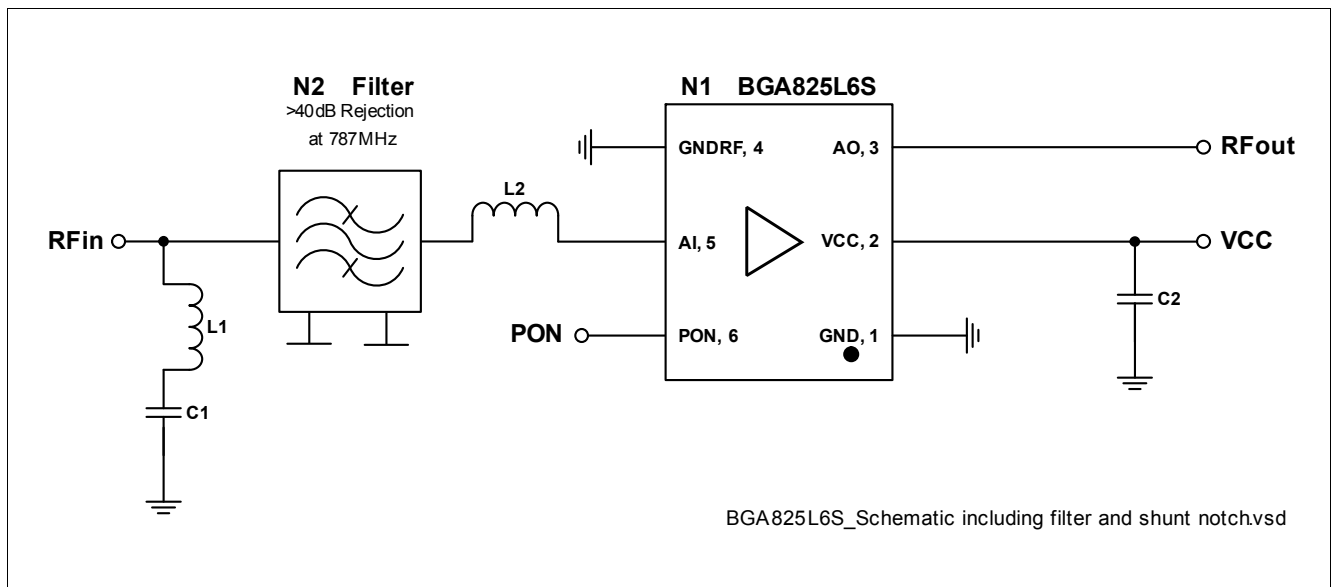 N2 Filter
>40dB Rejection
at 787MHz
N1 BGA825L6S
GNDRF, 4
AO, 3
RFout
L2
RFin
AI, 5
VCC, 2
VCC
C2
L1
PON
PON, 6
GND, 1
C1
BGA825L6S_Schematic including filter and shunt notch.vsd